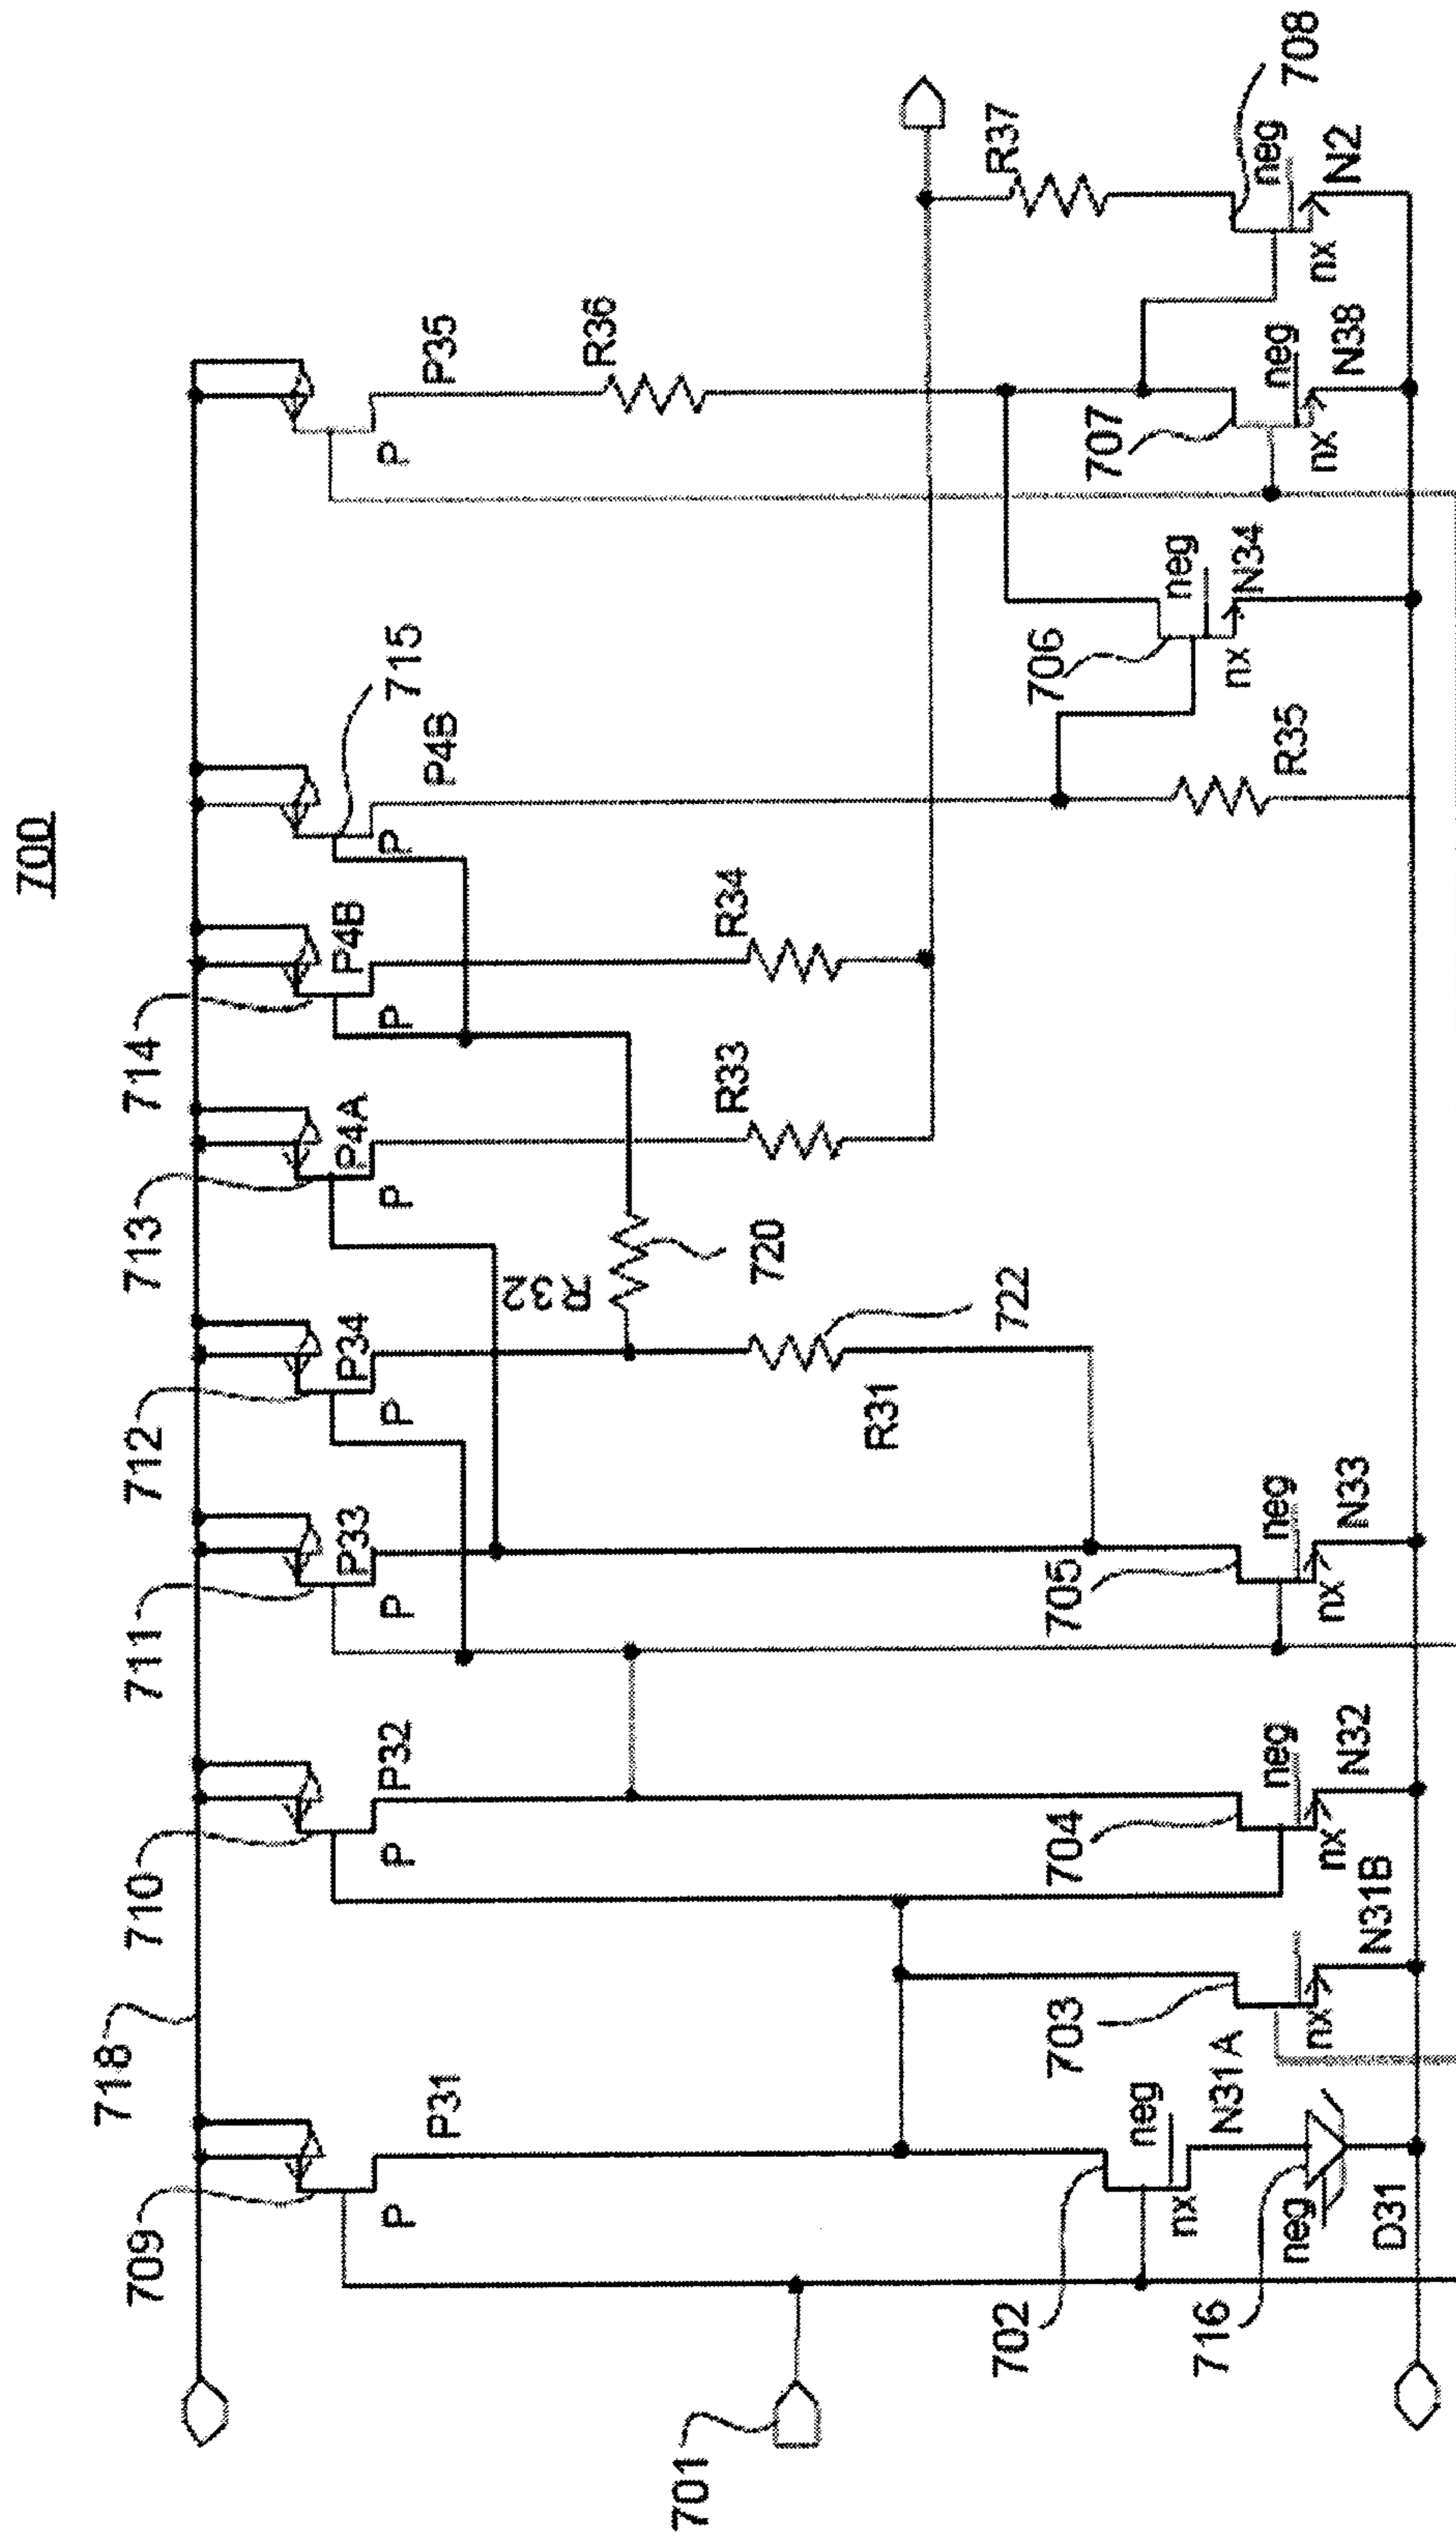 700
718
709
P31
P
710
P32
P
711
P33
P
712
P34
P
713
P4A
P
714
P4B
P
715
P4B
P
P35
P
R36
R32
720
722
R31
R33
R34
R37
701
702
neg
nx
N31A
716
neg
D31
703
nx
N31B
704
neg
nx
N32
705
neg
nx
N33
R35
706
neg
nx
N34
707
neg
nx
N38
708
neg
nx
N2